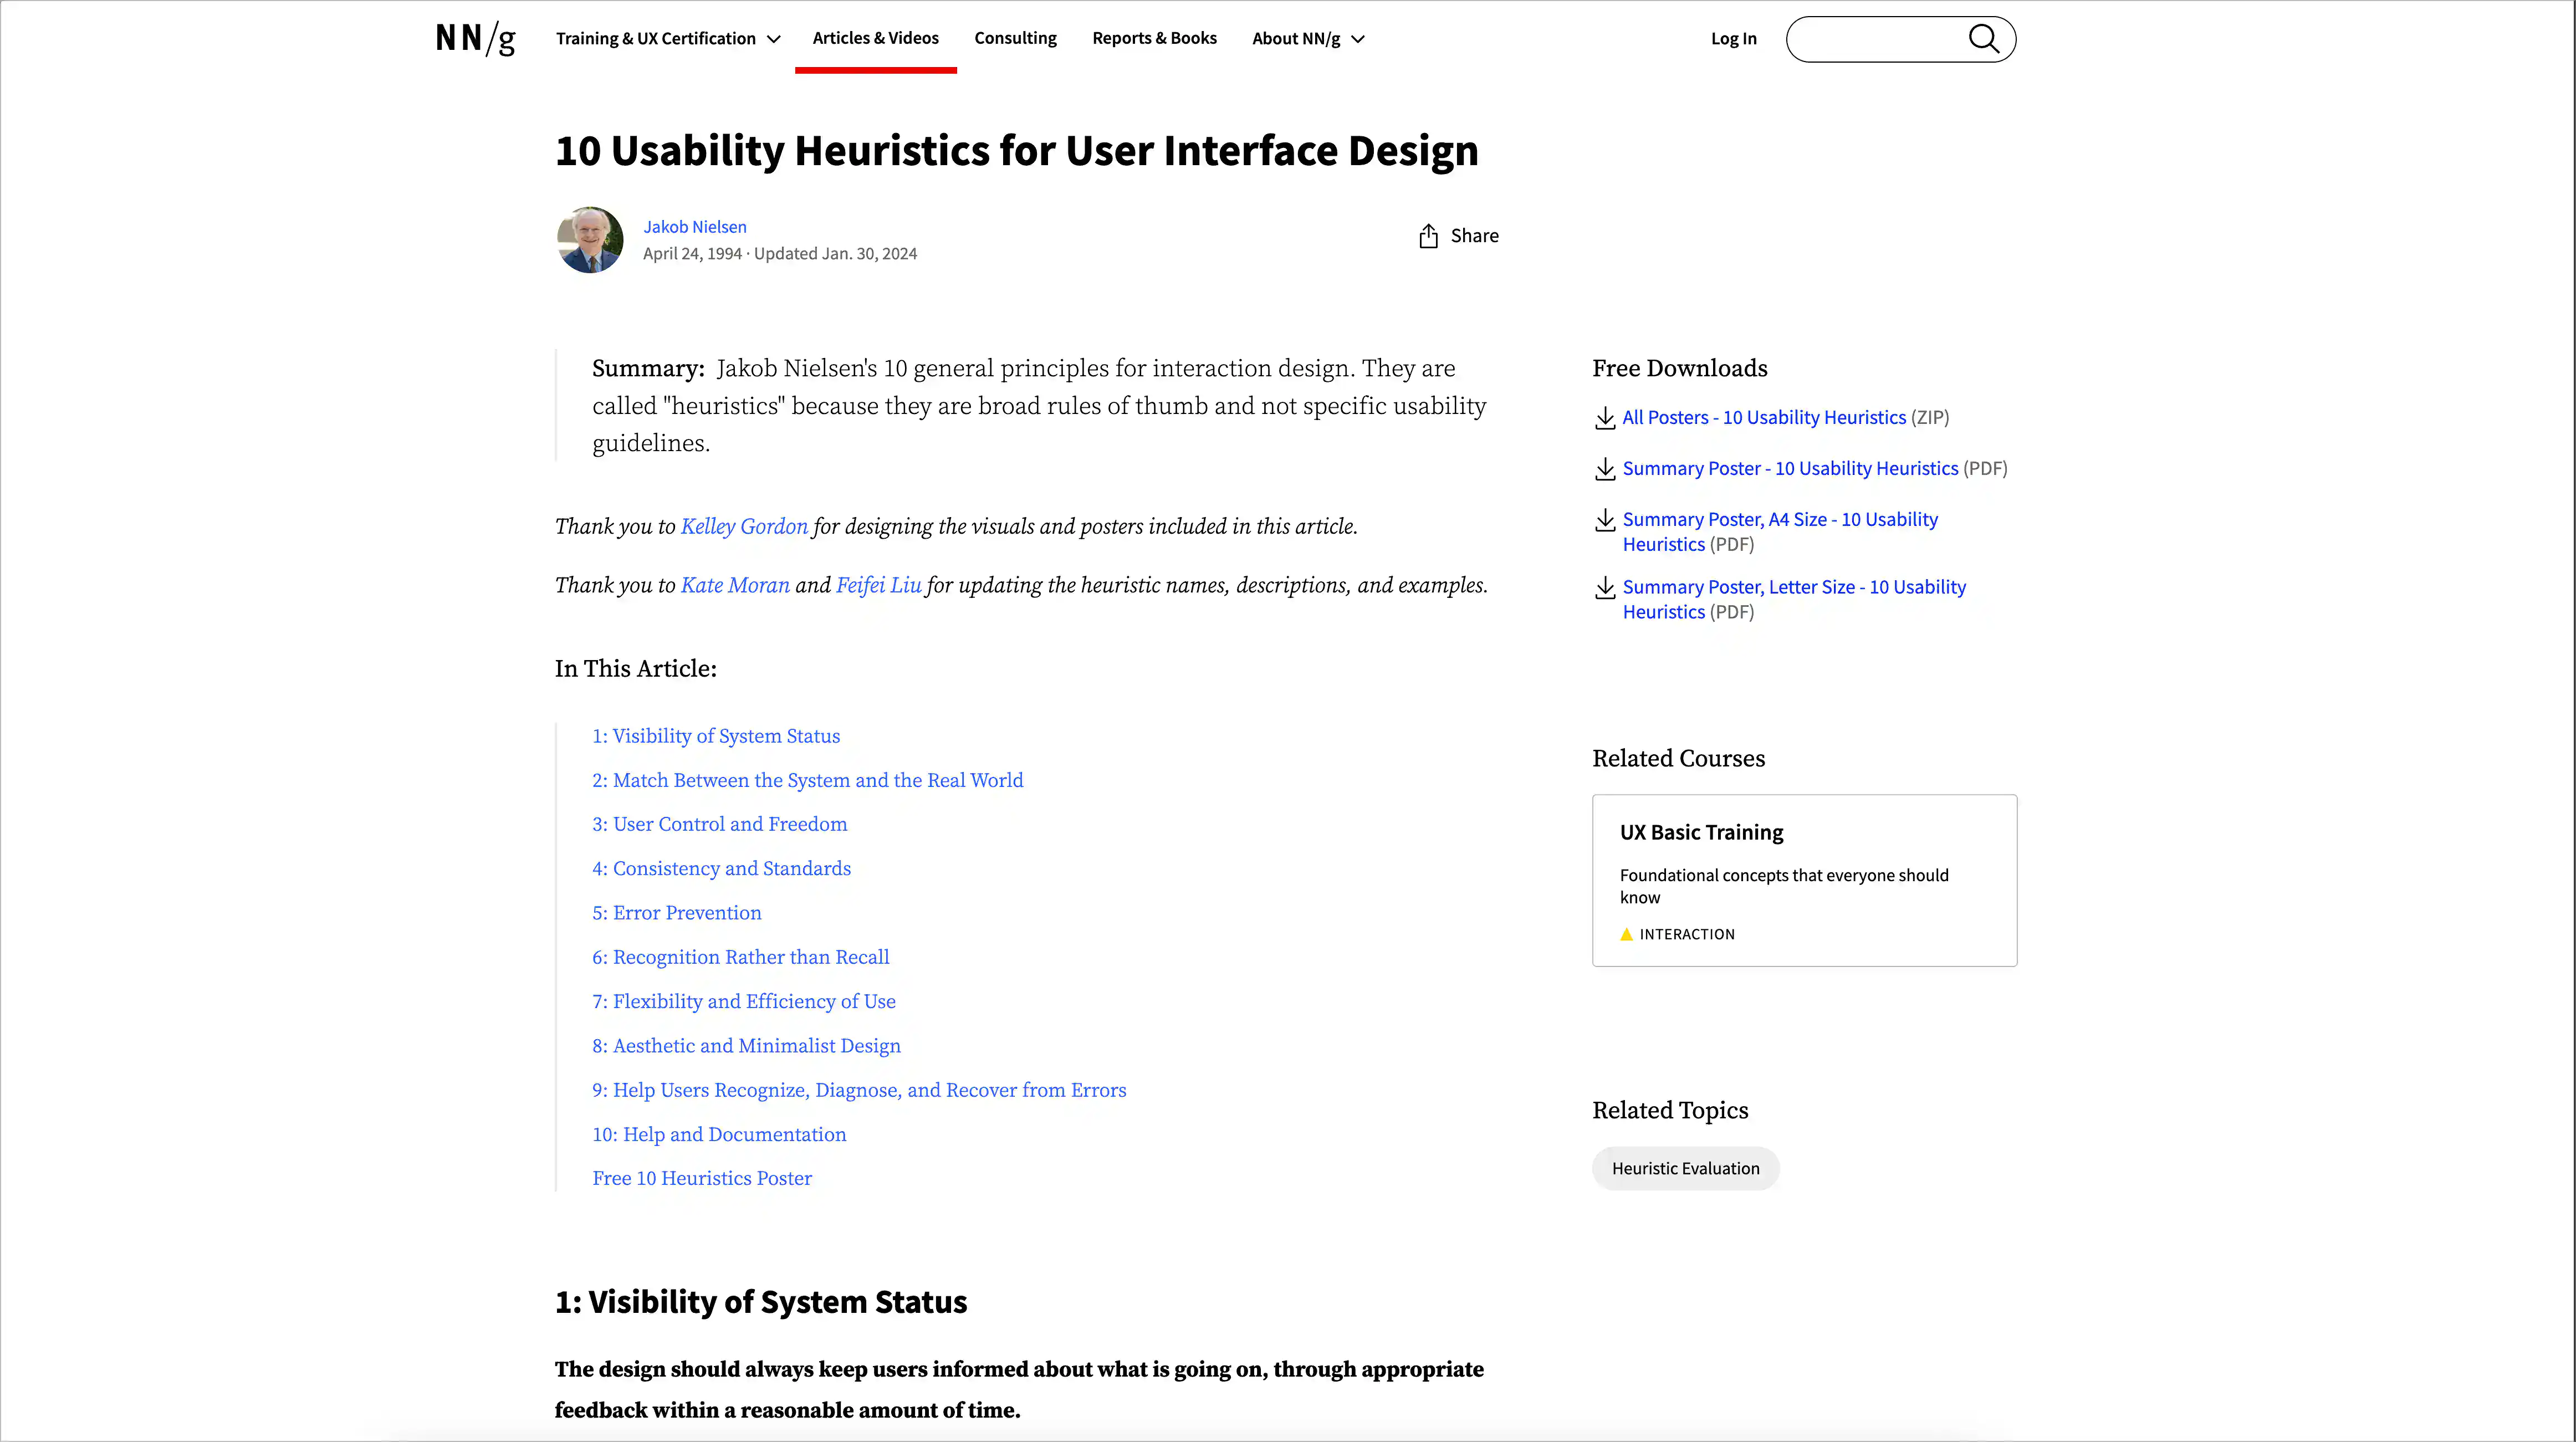 NN/g
Training & UX Certification
Articles & Videos
Consulting
Reports & Books
About NN/g
Log In
10 Usability Heuristics for User Interface Design
Jakob Nielsen
April 24, 1994 · Updated Jan. 30, 2024
Share
Summary: Jakob Nielsen's 10 general principles for interaction design. They are
called "heuristics" because they are broad rules of thumb and not specific usability
guidelines.
Thank you to Kelley Gordon for designing the visuals and posters included in this article.
Thank you to Kate Moran and Feifei Liu for updating the heuristic names, descriptions, and examples.
In This Article:
1: Visibility of System Status
2: Match Between the System and the Real World
3: User Control and Freedom
4: Consistency and Standards
5: Error Prevention
6: Recognition Rather than Recall
7: Flexibility and Efficiency of Use
8: Aesthetic and Minimalist Design
9: Help Users Recognize, Diagnose, and Recover from Errors
10: Help and Documentation
Free 10 Heuristics Poster
1: Visibility of System Status
The design should always keep users informed about what is going on, through appropriate
feedback within a reasonable amount of time.
Free Downloads
All Posters - 10 Usability Heuristics (ZIP)
Summary Poster - 10 Usability Heuristics (PDF)
Summary Poster, A4 Size - 10 Usability
Heuristics (PDF)
Summary Poster, Letter Size - 10 Usability
Heuristics (PDF)
Related Courses
UX Basic Training
Foundational concepts that everyone should
know
INTERACTION
Related Topics
Heuristic Evaluation